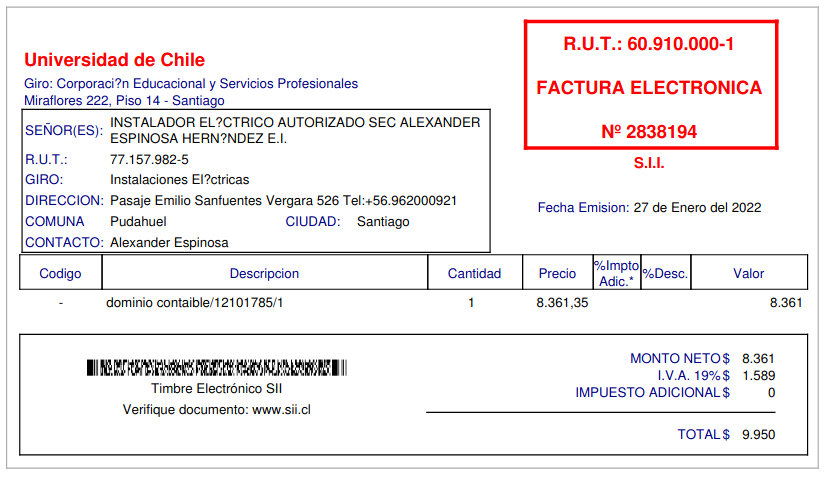 Universidad de Chile
Giro: Corporaci?n Educacional y Servicios Profesionales
Miraflores 222, Piso 14 - Santiago
R.U.T.: 60.910.000-1
FACTURA ELECTRONICA
Nº 2838194
S.I.I.
SEÑOR(ES): INSTALADOR EL?CTRICO AUTORIZADO SEC ALEXANDER
ESPINOSA HERN?NDEZ E.I.
R.U.T.: 77.157.982-5
GIRO: Instalaciones El?ctricas
DIRECCION: Pasaje Emilio Sanfuentes Vergara 526 Tel:+56.962000921
COMUNA Pudahuel CIUDAD: Santiago
CONTACTO: Alexander Espinosa
Fecha Emision: 27 de Enero del 2022
Codigo Descripcion Cantidad Precio %Impto Adic.* %Desc. Valor
- dominio contaible/12101785/1 1 8.361,35 8.361
Timbre Electrónico SII
Verifique documento: www.sii.cl
MONTO NETO $ 8.361
I.V.A. 19% $ 1.589
IMPUESTO ADICIONAL $ 0
TOTAL $ 9.950